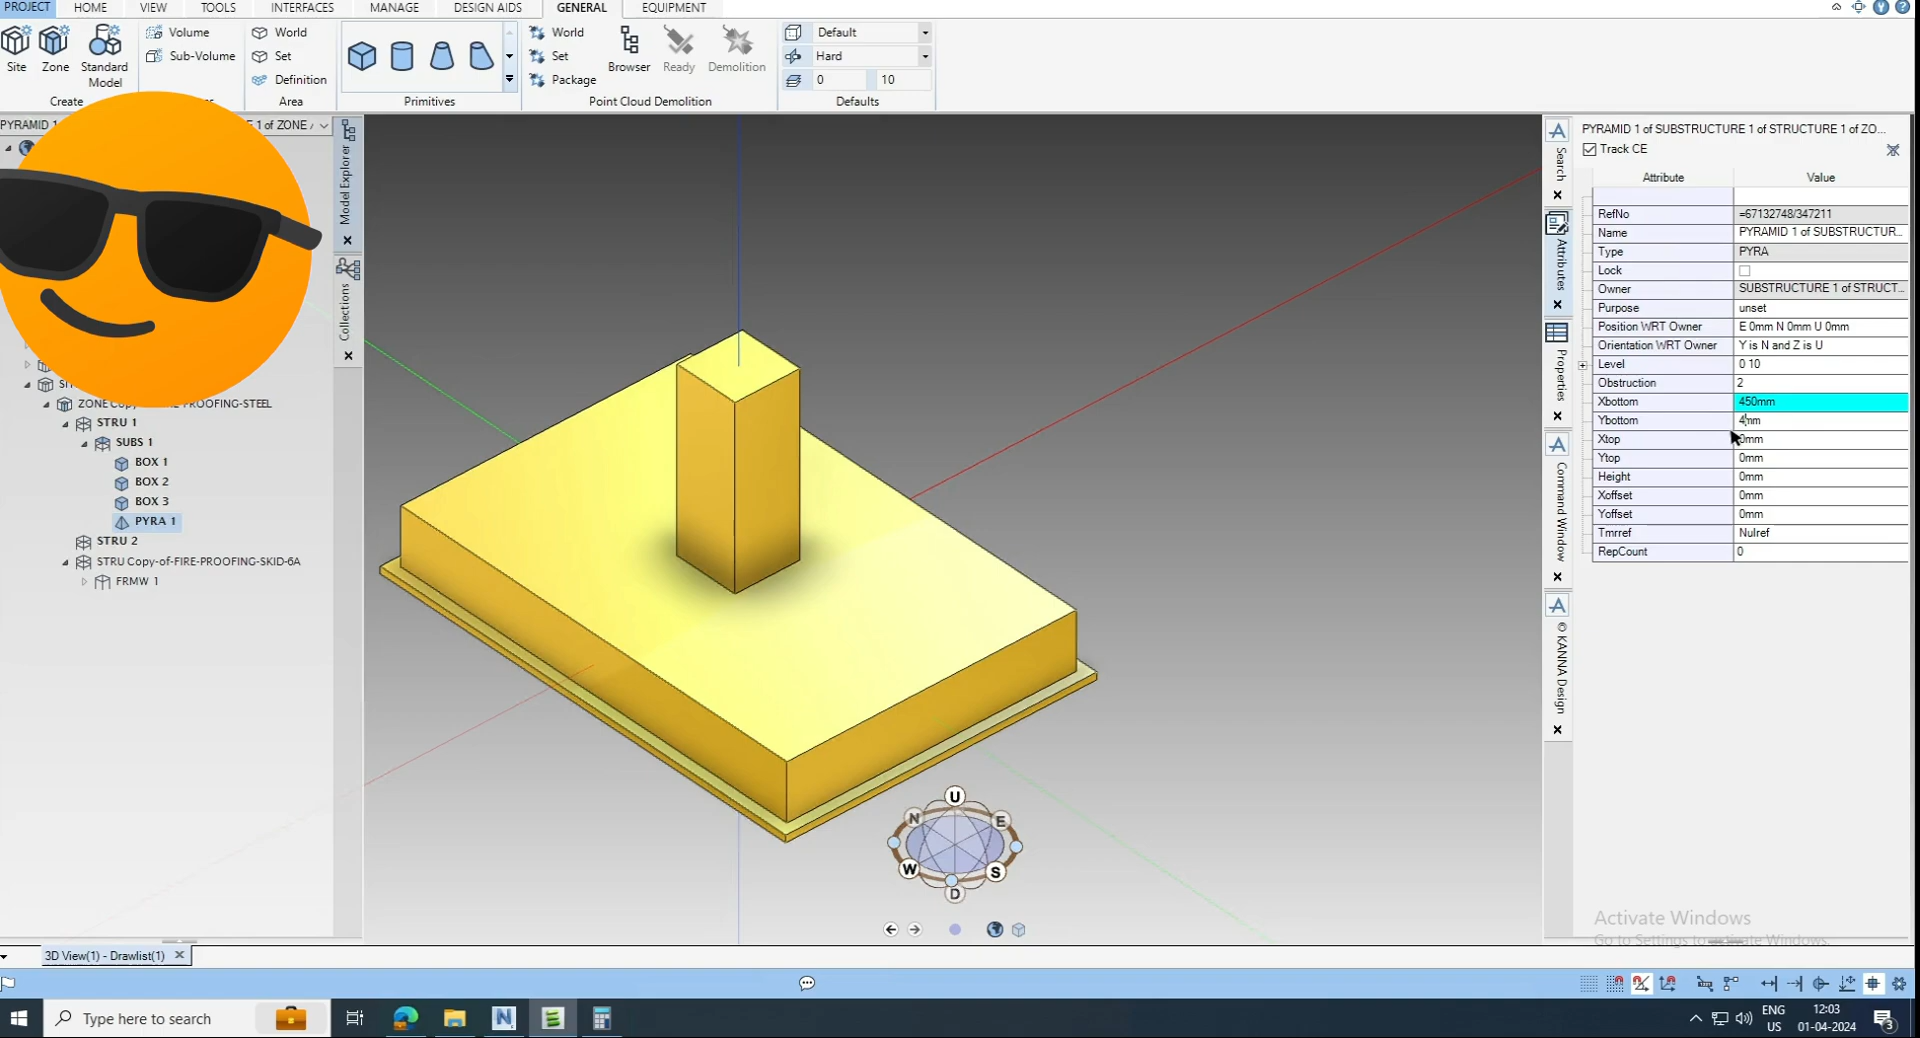 PROJECT HOME VIEW TOOLS INTERFACES MANAGE DESIGN AIDS GENERAL EQUIPMENT
Site
Zone
Standard
Model
Create
Volume
Sub-Volume
World
Set
Definition
Area
Primitives
World
Set
Package
Browser
Ready
Demolition
Point Cloud Demolition
Default
Hard
0 10
Defaults
PYRAMID 1 of ZONE
ZONE
STRU 1
SUBS 1
BOX 1
BOX 2
BOX 3
PYRA 1
STRU 2
STRU Copy-of-FIRE-PROOFING-SKID-6A
FRMW 1
Model Explorer
Collections
U
N
E
W
S
D
Search
Attributes
Properties
Command Window
© KANNA Design
PYRAMID 1 of SUBSTRUCTURE 1 of STRUCTURE 1 of ZO...
Track CE
Attribute Value
RefNo =67132748/347211
Name PYRAMID 1 of SUBSTRUCTUR...
Type PYRA
Lock
Owner SUBSTRUCTURE 1 of STRUCT...
Purpose unset
Position WRT Owner E 0mm N 0mm U 0mm
Orientation WRT Owner Y is N and Z is U
Level 0 10
Obstruction 2
Xbottom 450mm
Ybottom
Xtop 0mm
Ytop 0mm
Height 0mm
Xoffset 0mm
Yoffset 0mm
Tmrref Nulref
RepCount 0
Activate Windows
Go to Settings to activate Windows.
3D View(1) - Drawlist(1)
Type here to search
ENG
US
12:03
01-04-2024
3